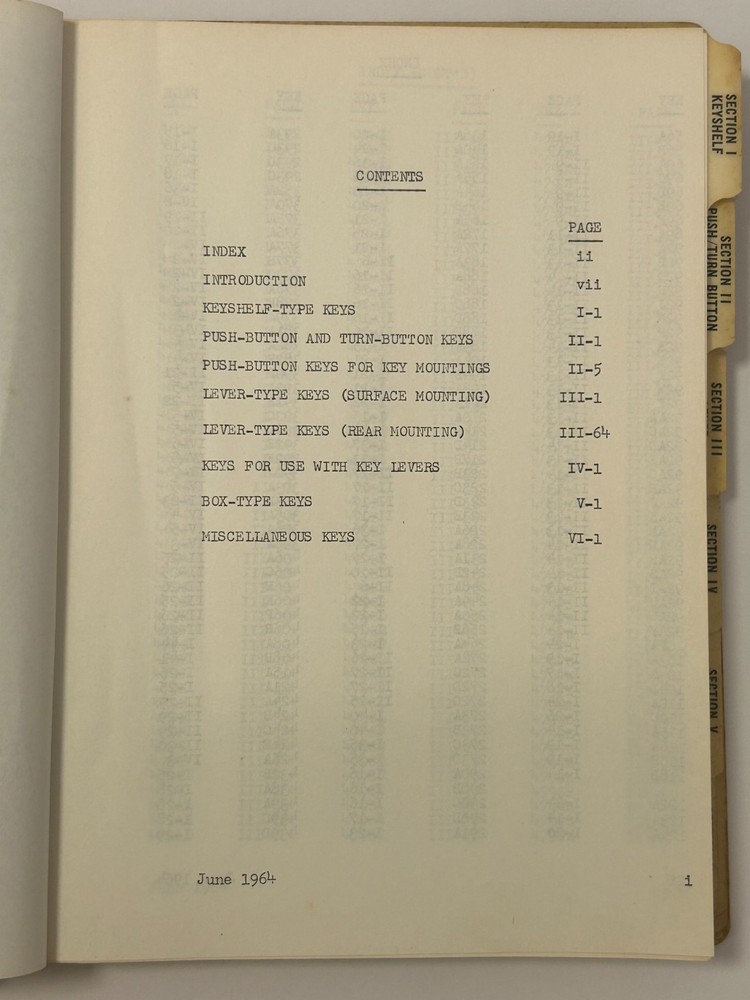 CONTENTS
PAGE
INDEX ii
INTRODUCTION vii
KEYSHELF-TYPE KEYS I-1
PUSH-BUTTON AND TURN-BUTTON KEYS II-1
PUSH-BUTTON KEYS FOR KEY MOUNTINGS II-5
LEVER-TYPE KEYS (SURFACE MOUNTING) III-1
LEVER-TYPE KEYS (REAR MOUNTING) III-64
KEYS FOR USE WITH KEY LEVERS IV-1
BOX-TYPE KEYS V-1
MISCELLANEOUS KEYS VI-1
June 1964 i
SECTION I
KEYSHELF
SECTION II
PUSH/TURN BUTTON
SECTION III
SECTION IV
SECTION V